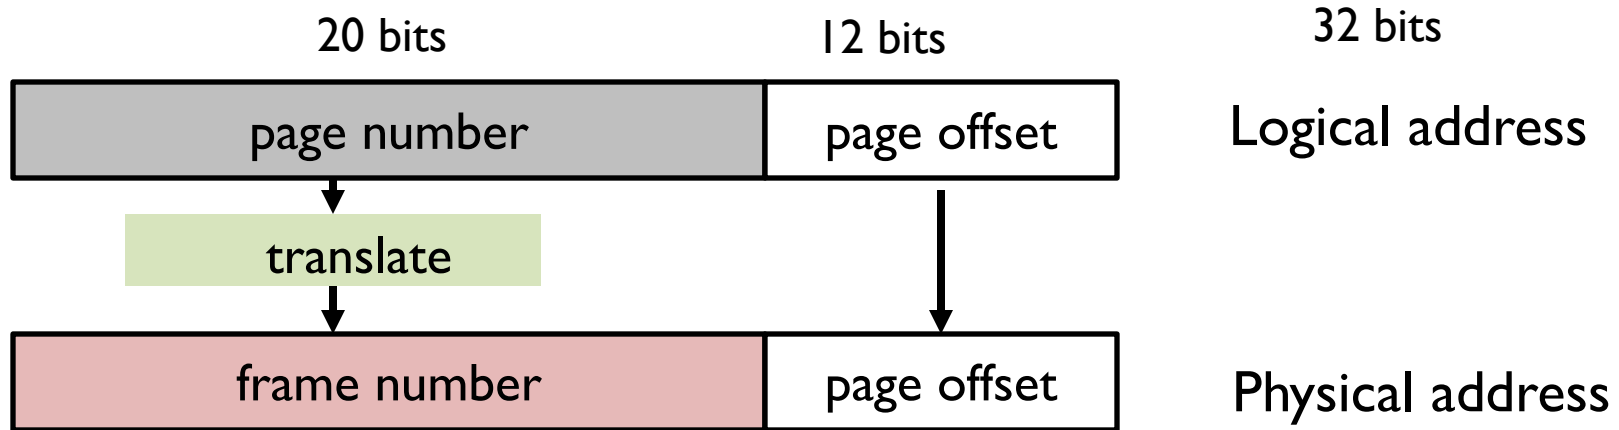 20 bits 12 bits 32 bits
page number page offset Logical address
translate
frame number page offset Physical address